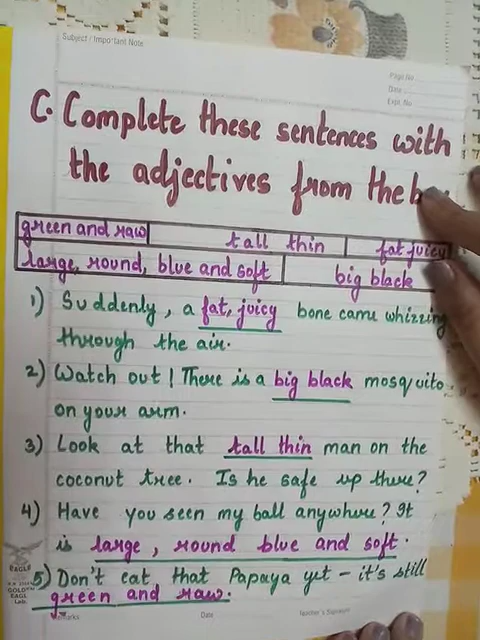 Subject / Important Note
Page No
Date
Expt. No
C. Complete these sentences with
the adjectives from the
green and raw tall thin fat juicy
large, round, blue and soft big black
1) Suddenly, a fat, juicy bone came whizzing
through the air.
2) Watch out! There is a big black mosquito
on your arm.
3) Look at that tall thin man on the
coconut tree. Is he safe up there?
4) Have you seen my ball anywhere? It
is large, round blue and soft.
5) Don't eat that Papaya yet - it's still
green and raw.
EAGLE
Date Teacher's Signature